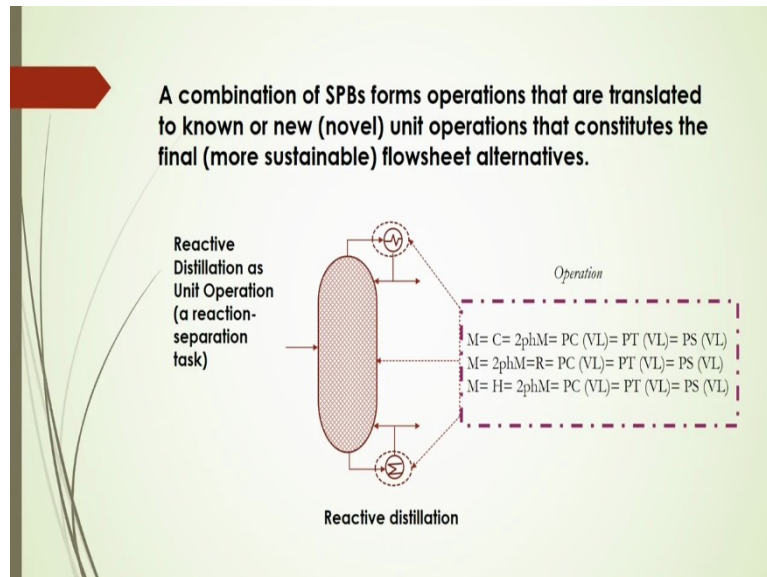 A combination of SPBs forms operations that are translated
to known or new (novel) unit operations that constitutes the
final (more sustainable) flowsheet alternatives.
Reactive
Distillation as
Unit Operation
(a reaction-
separation
task)
Operation
M= C= 2phM= PC (VL)= PT (VL)= PS (VL)
M= 2phM=R= PC (VL)= PT (VL)= PS (VL)
M= H= 2phM= PC (VL)= PT (VL)= PS (VL)
Reactive distillation